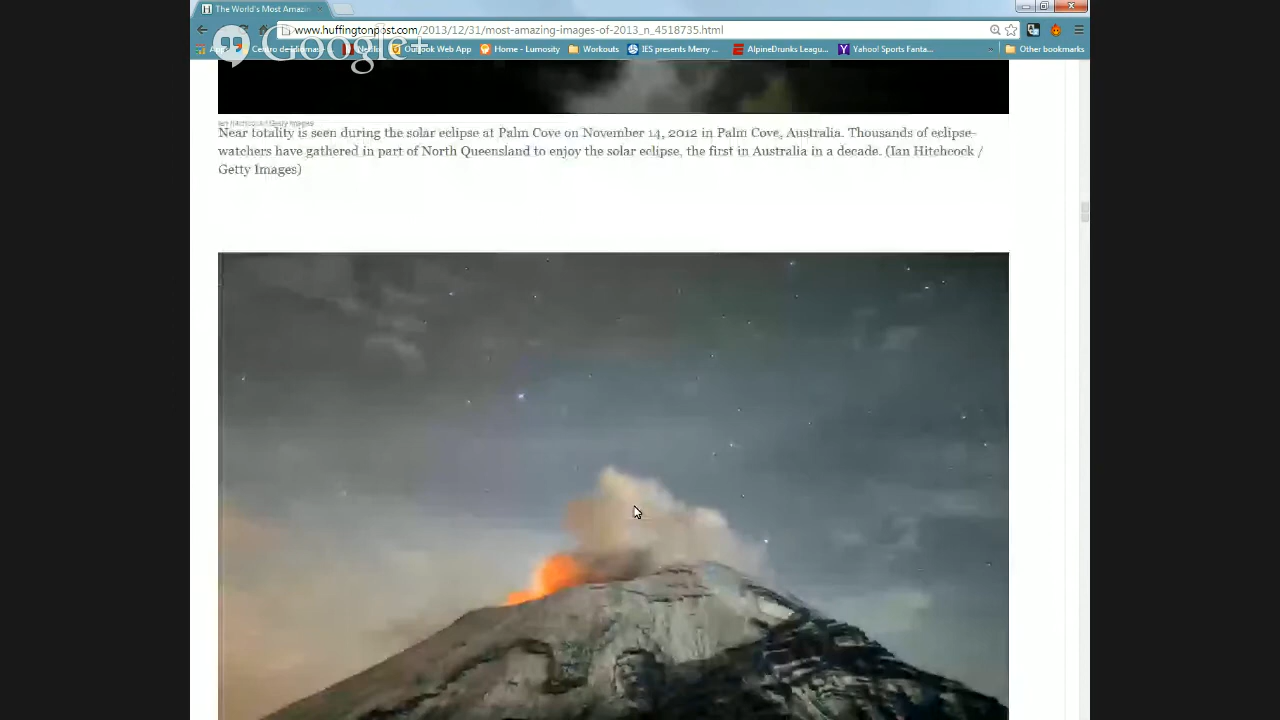 The World's Most Amazin
www.huffingtonpost.com/2013/12/31/most-amazing-images-of-2013_n_4518735.html
Google+
Outlook Web App
Home - Lumosity
Workouts
IES presents Merry ...
AlpineDrunks Leagu...
Yahoo! Sports Fanta...
»
Other bookmarks
Near totality is seen during the solar eclipse at Palm Cove on November 14, 2012 in Palm Cove, Australia. Thousands of eclipse-
watchers have gathered in part of North Queensland to enjoy the solar eclipse, the first in Australia in a decade. (Ian Hitchcock /
Getty Images)